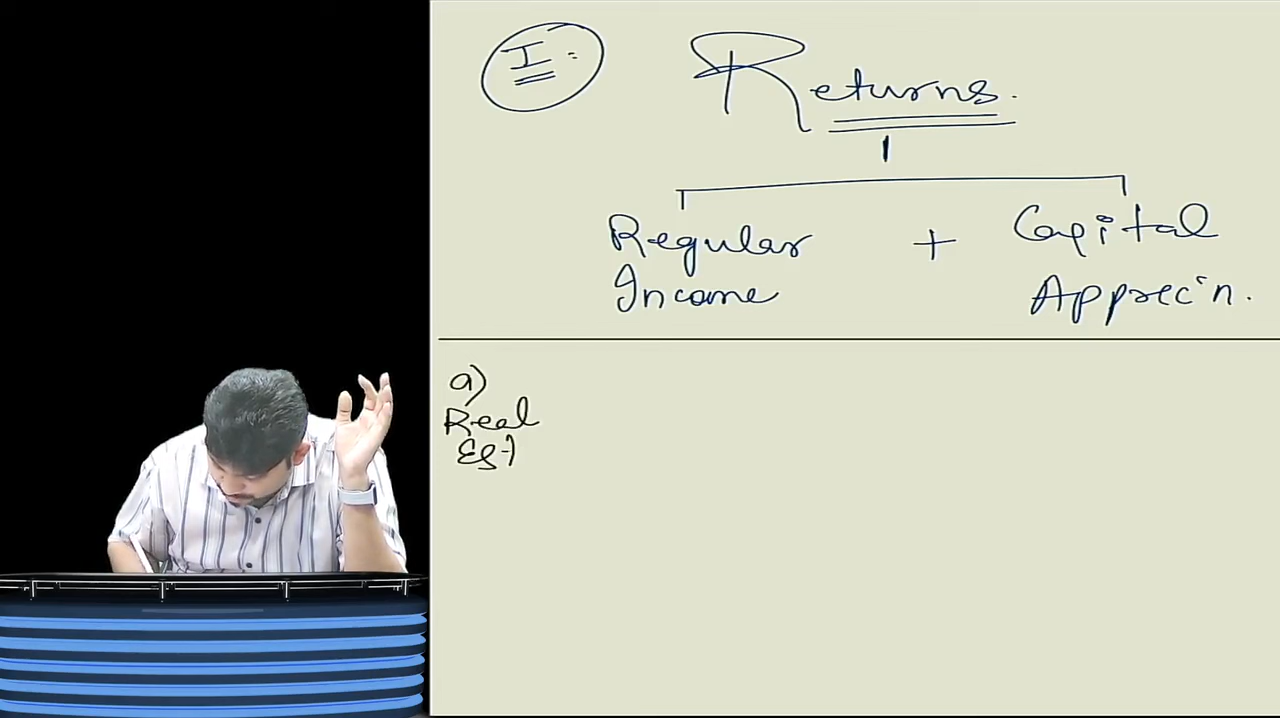 I :
Returns.
Regular + Capital
Income Apprec'n.
a)
Real
Est